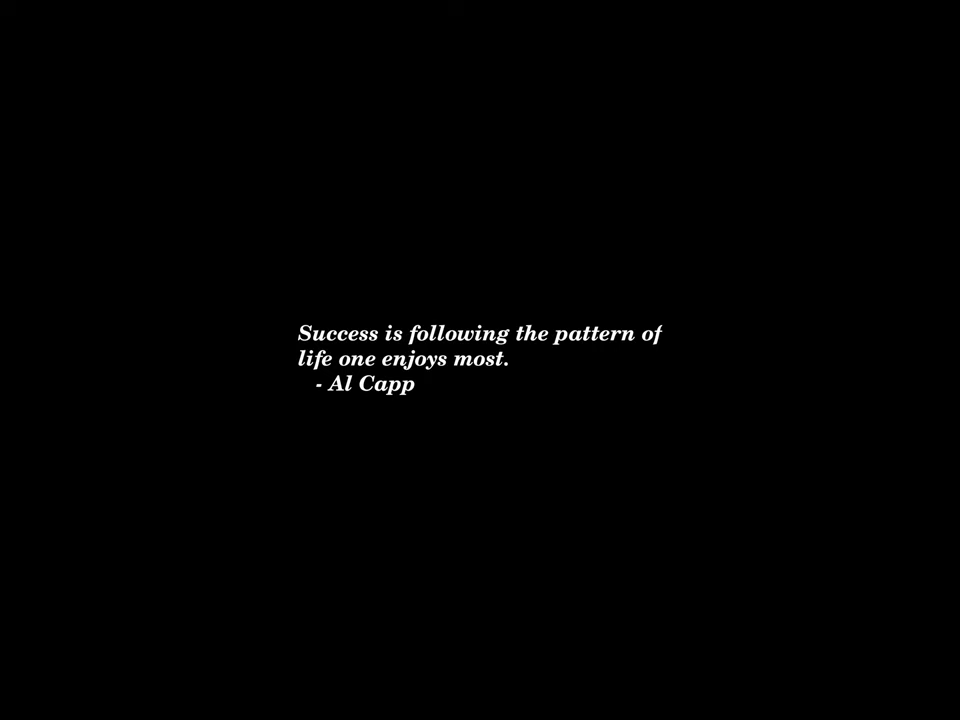 Success is following the pattern of
life one enjoys most.
- Al Capp